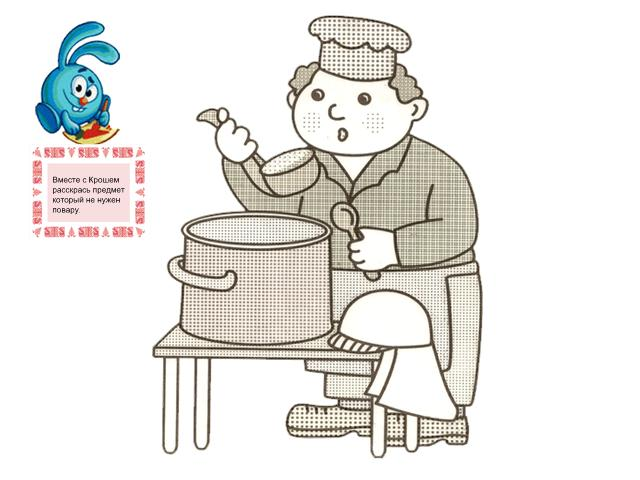 Вместе с Крошем
расскрась предмет
который не нужен
повару.